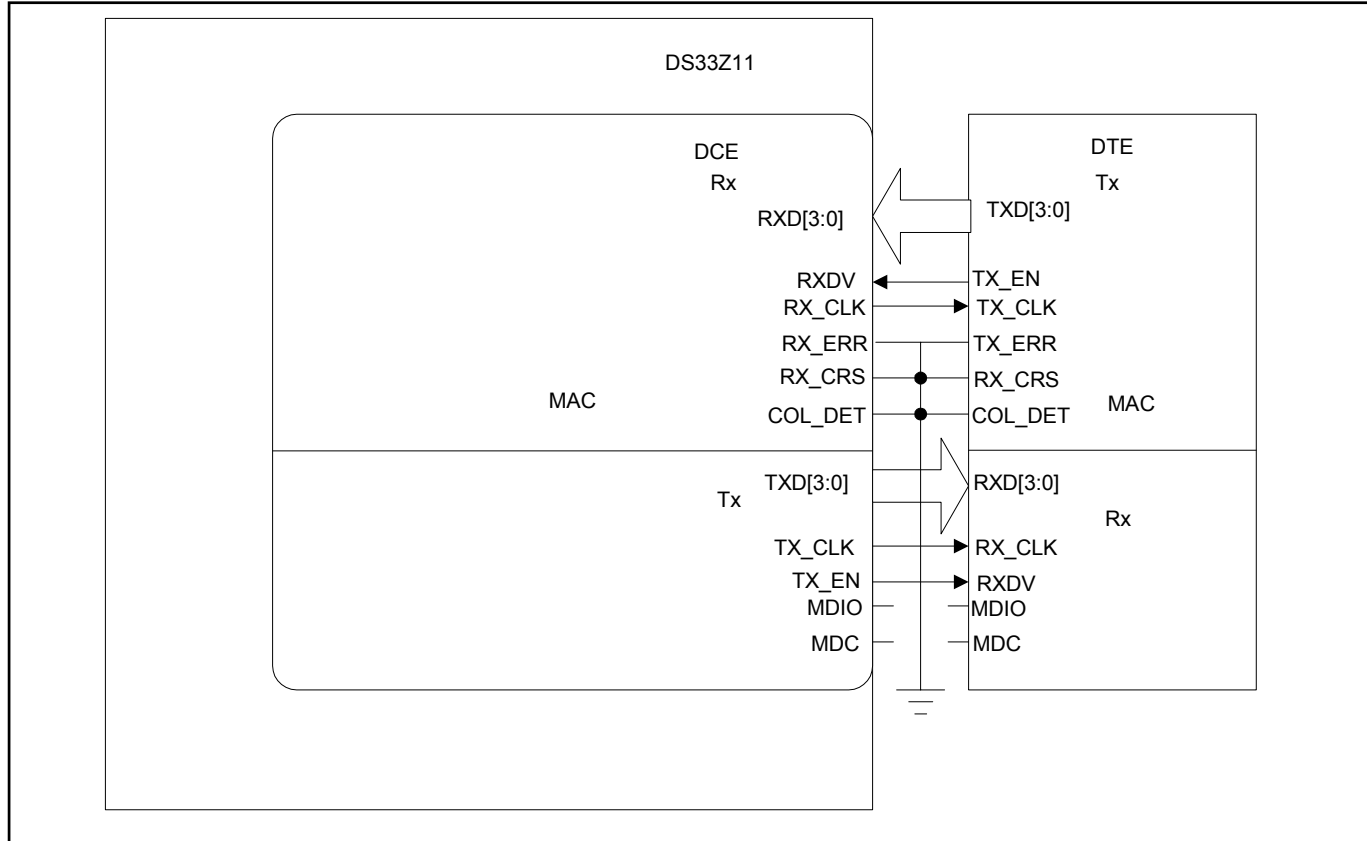 DS33Z11
DCE
Rx
DTE
Tx
RXD[3:0]
TXD[3:0]
RXDV
TX_EN
RX_CLK
TX_CLK
RX_ERR
TX_ERR
RX_CRS
RX_CRS
MAC
COL_DET
COL_DET
MAC
Tx
TXD[3:0]
RXD[3:0]
Rx
TX_CLK
RX_CLK
TX_EN
RXDV
MDIO
MDIO
MDC
MDC